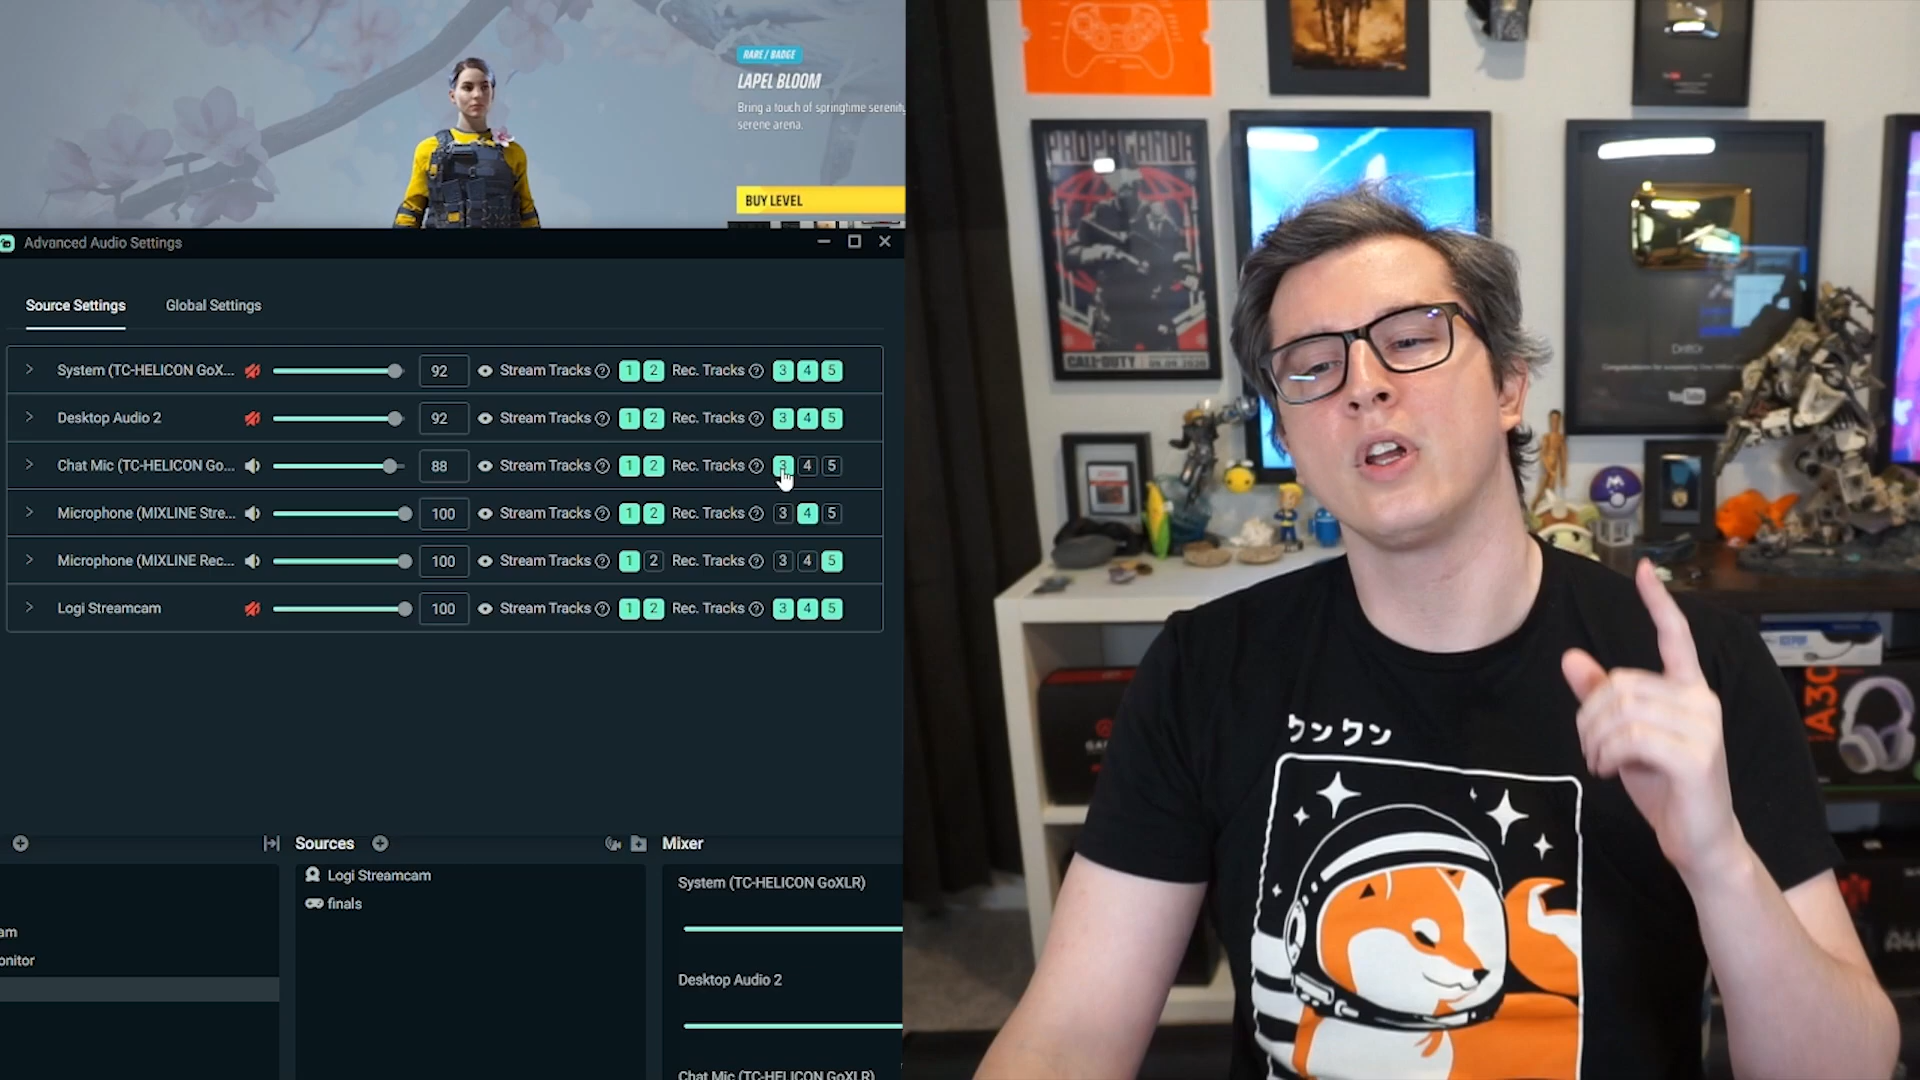 RARE / BADGE
LAPEL BLOOM
Bring a touch of springtime serenity
serene arena.
BUY LEVEL
Advanced Audio Settings
Source Settings
Global Settings
System (TC-HELICON GoX... 92 Stream Tracks ? 1 2 Rec. Tracks ? 3 4 5
Desktop Audio 2 92 Stream Tracks ? 1 2 Rec. Tracks ? 3 4 5
Chat Mic (TC-HELICON Go... 88 Stream Tracks ? 1 2 Rec. Tracks ? 3 4 5
Microphone (MIXLINE Stre... 100 Stream Tracks ? 1 2 Rec. Tracks ? 3 4 5
Microphone (MIXLINE Rec... 100 Stream Tracks ? 1 2 Rec. Tracks ? 3 4 5
Logi Streamcam 100 Stream Tracks ? 1 2 Rec. Tracks ? 3 4 5
Sources
Mixer
Logi Streamcam
finals
am
onitor
System (TC-HELICON GoXLR)
Desktop Audio 2
Chat Mic (TC-HELICON GoXLR)
PROPAGANDA
CALL OF DUTY
YouTube
A30
ワンワン